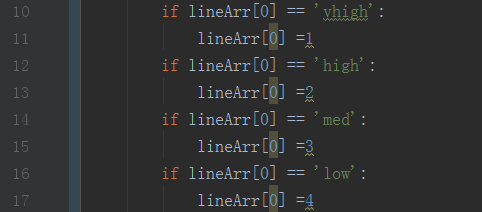 10 if lineArr[0] == 'vhigh':
11 lineArr[0] =1
12 if lineArr[0] == 'high':
13 lineArr[0] =2
14 if lineArr[0] == 'med':
15 lineArr[0] =3
16 if lineArr[0] == 'low':
17 lineArr[0] =4